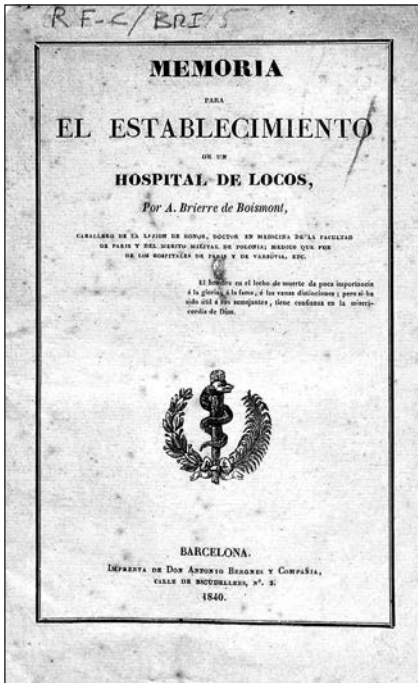 R F-C/BRI
MEMORIA
PARA
EL ESTABLECIMIENTO
DE UN
HOSPITAL DE LOCOS,
Por A. Brierre de Boismont,
CABALLERO DE LA LEGION DE HONOR, DOCTOR EN MEDICINA DE LA FACULTAD
DE PARIS Y DEL MERITO MILITAR DE POLONIA; MEDICO QUE FUE
DE LOS HOSPITALES DE PARIS Y DE VARSOVIA, ETC.
El hombre en el lecho de muerte da poca importancia
á la gloria, á la fama, á las vanas distinciones; pero si ha
sido útil á sus semejantes, tiene confianza en la miseri-
cordia de Dios.
BARCELONA.
IMPRENTA DE DON ANTONIO BERGNES Y COMPAÑIA,
CALLE DE ESCUDELLERS, Nº. 2.
1840.